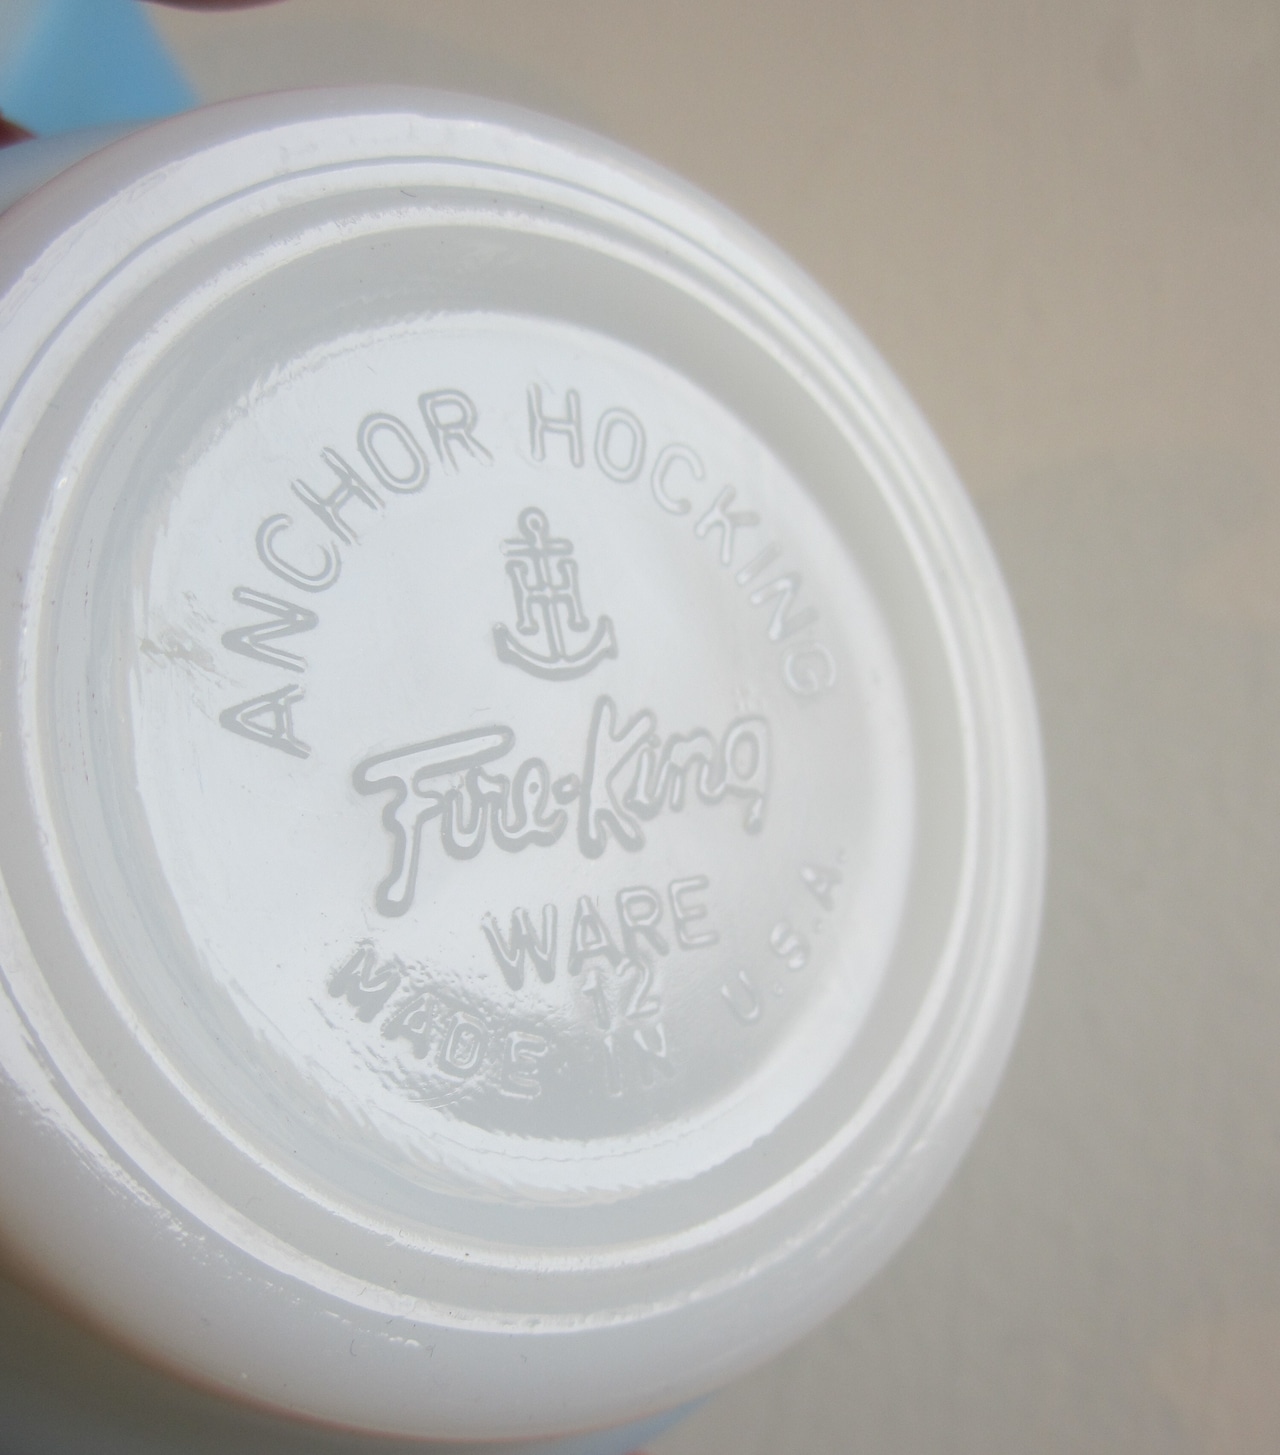 ANCHOR HOCKING
Fire-King
WARE
12
MADE IN U.S.A.